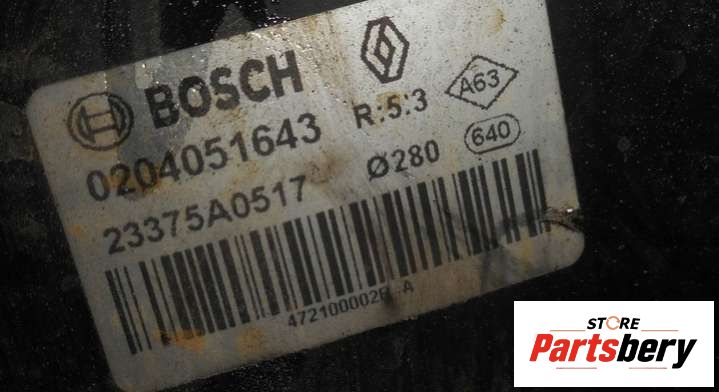 BOSCH
A63
0204051643
R:5:3
23375A0517
Ø280
640
STORE
Partsbery